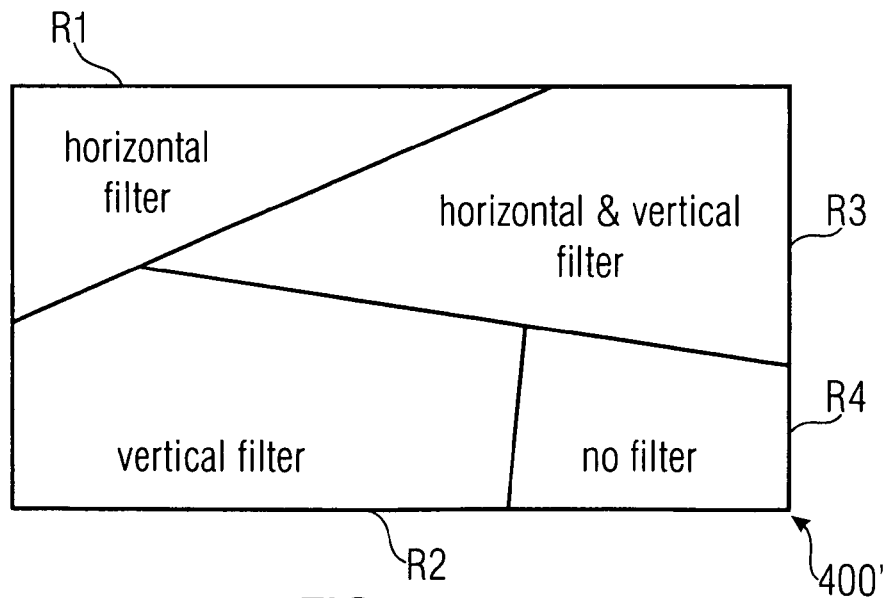 R1
horizontal
filter
horizontal & vertical
filter
R3
R4
vertical filter
no filter
R2
400'